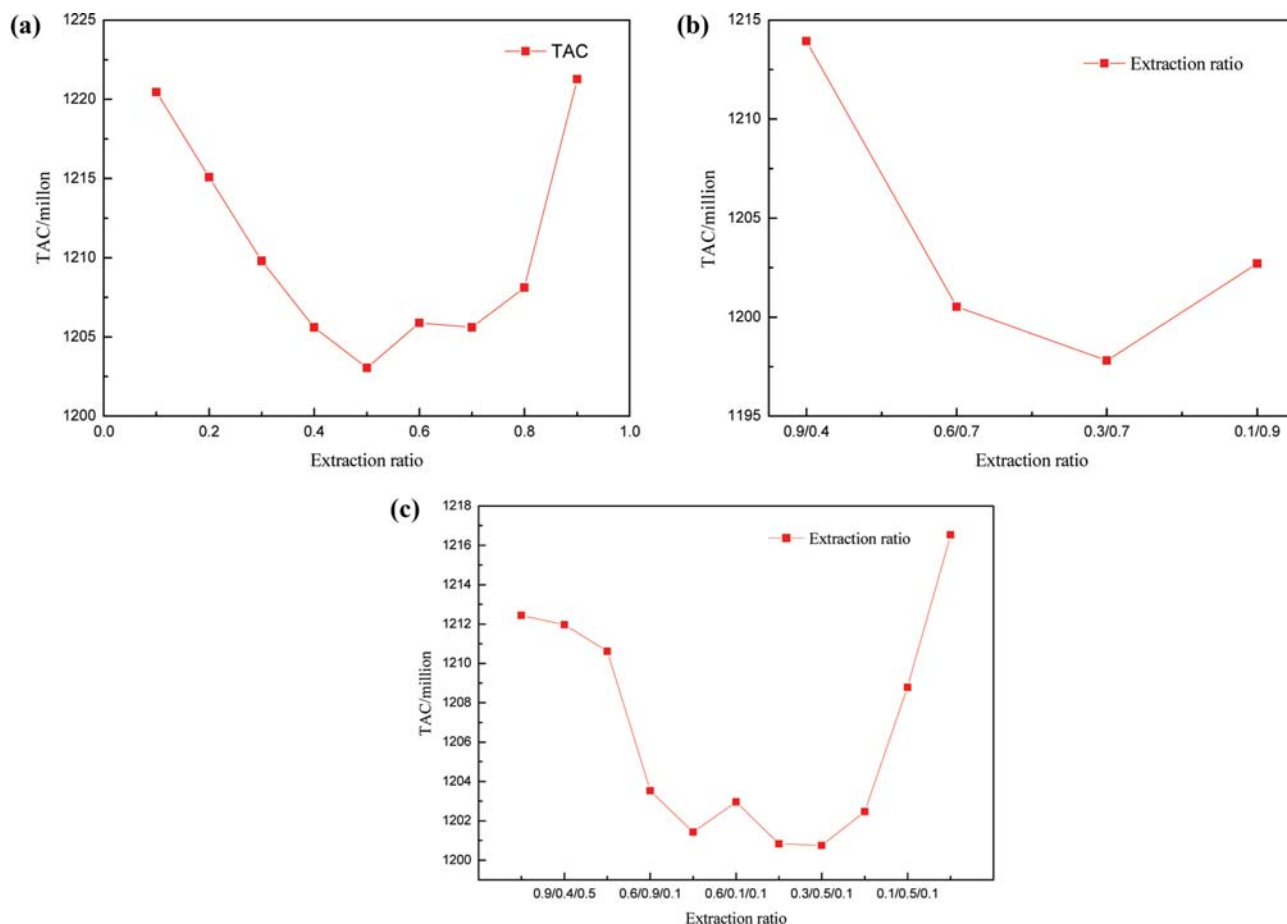 (a)
1225
1220
1215
1210
1205
1200
TAC/millon
TAC
0.0 0.2 0.4 0.6 0.8 1.0
Extraction ratio
(b)
1215
1210
1205
1200
1195
TAC/million
Extraction ratio
0.9/0.4 0.6/0.7 0.3/0.7 0.1/0.9
Extraction ratio
(c)
1218
1216
1214
1212
1210
1208
1206
1204
1202
1200
TAC/million
Extraction ratio
0.9/0.4/0.5 0.6/0.9/0.1 0.6/0.1/0.1 0.3/0.5/0.1 0.1/0.5/0.1
Extraction ratio